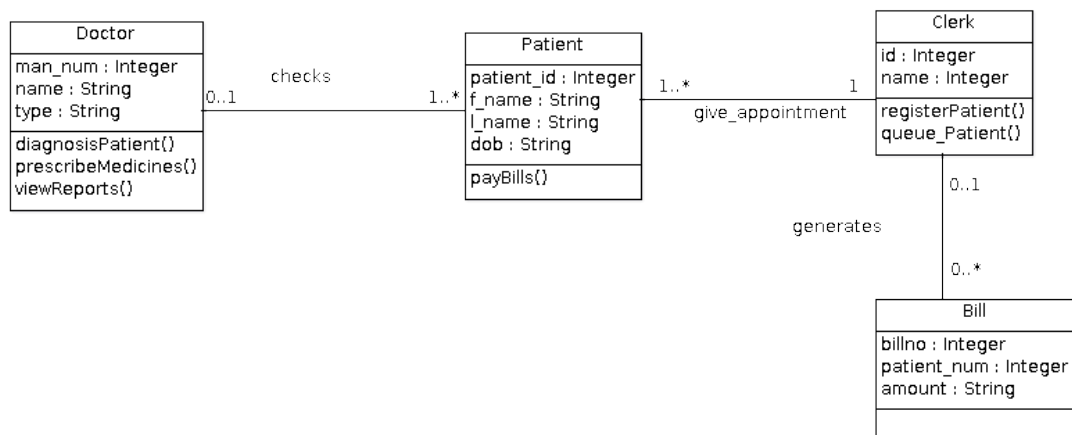 Doctor
man_num : Integer
name : String
type : String
diagnosisPatient()
prescribeMedicines()
viewReports()
checks
0..1
1..*
Patient
patient_id : Integer
f_name : String
l_name : String
dob : String
payBills()
1..*
1
give_appointment
Clerk
id : Integer
name : Integer
registerPatient()
queue_Patient()
0..1
generates
0..*
Bill
billno : Integer
patient_num : Integer
amount : String